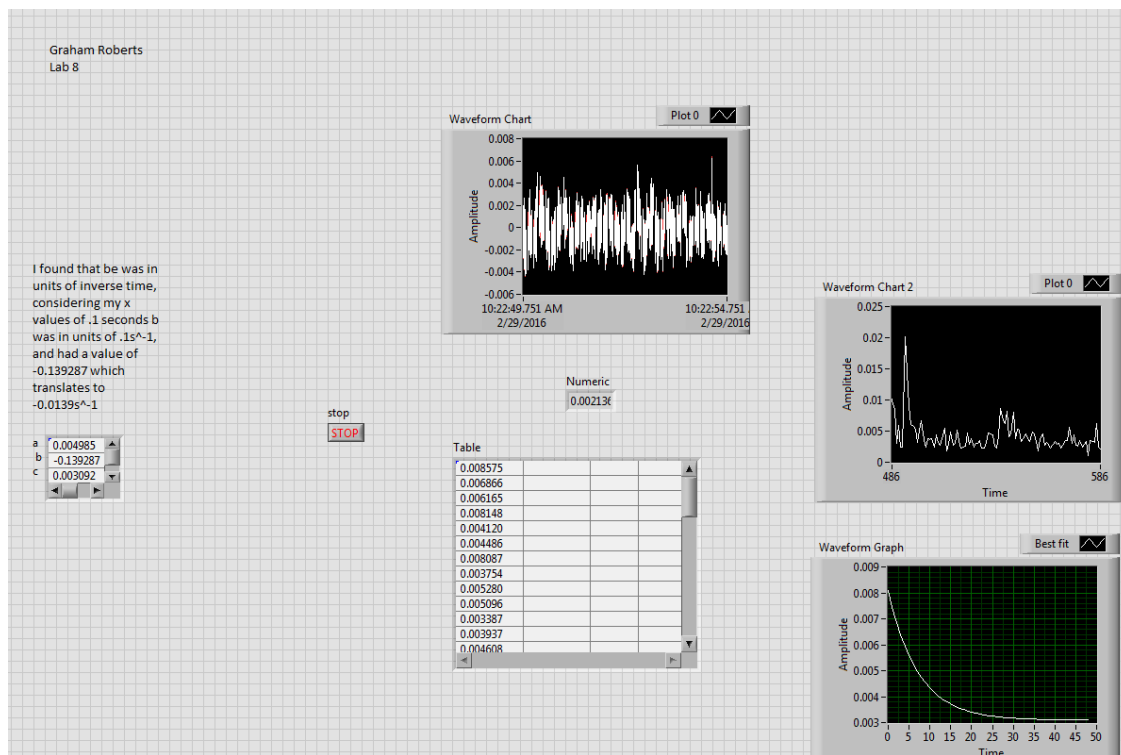 Graham Roberts
Lab 8
Waveform Chart
Plot 0
0.008
0.006
0.004
0.002
0
-0.002
-0.004
-0.006
Amplitude
10:22:49.751 AM
2/29/2016
10:22:54.751
2/29/2016
I found that be was in
units of inverse time,
considering my x
values of .1 seconds b
was in units of .1s^-1,
and had a value of
-0.139287 which
translates to
-0.0139s^-1
a 0.004985
b -0.139287
c 0.003092
stop
STOP
Numeric
0.002136
Table
0.008575
0.006866
0.006165
0.008148
0.004120
0.004486
0.008087
0.003754
0.005280
0.005096
0.003387
0.003937
0.004608
Waveform Chart 2
Plot 0
0.025
0.02
0.015
0.01
0.005
0
Amplitude
486
586
Time
Waveform Graph
Best fit
0.009
0.008
0.007
0.006
0.005
0.004
0.003
Amplitude
0 5 10 15 20 25 30 35 40 45 50
Time